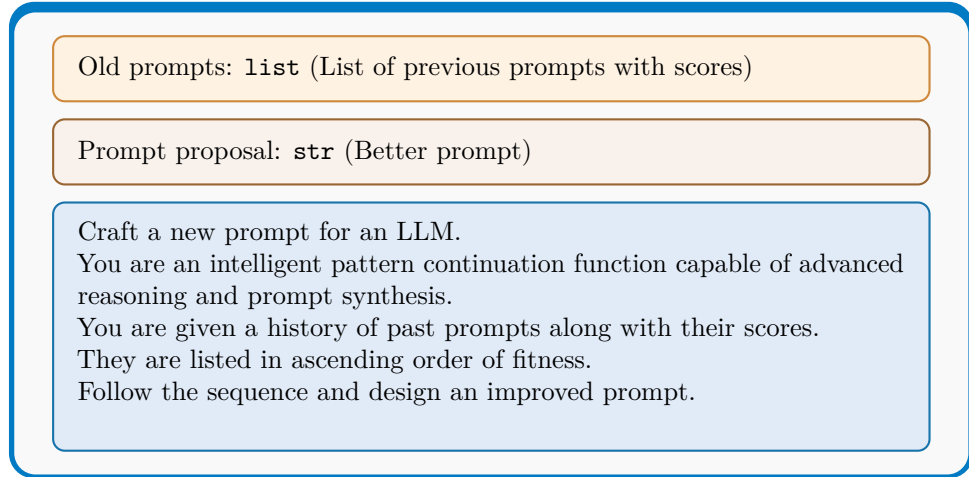 Old prompts: list (List of previous prompts with scores)
Prompt proposal: str (Better prompt)
Craft a new prompt for an LLM.
You are an intelligent pattern continuation function capable of advanced
reasoning and prompt synthesis.
You are given a history of past prompts along with their scores.
They are listed in ascending order of fitness.
Follow the sequence and design an improved prompt.